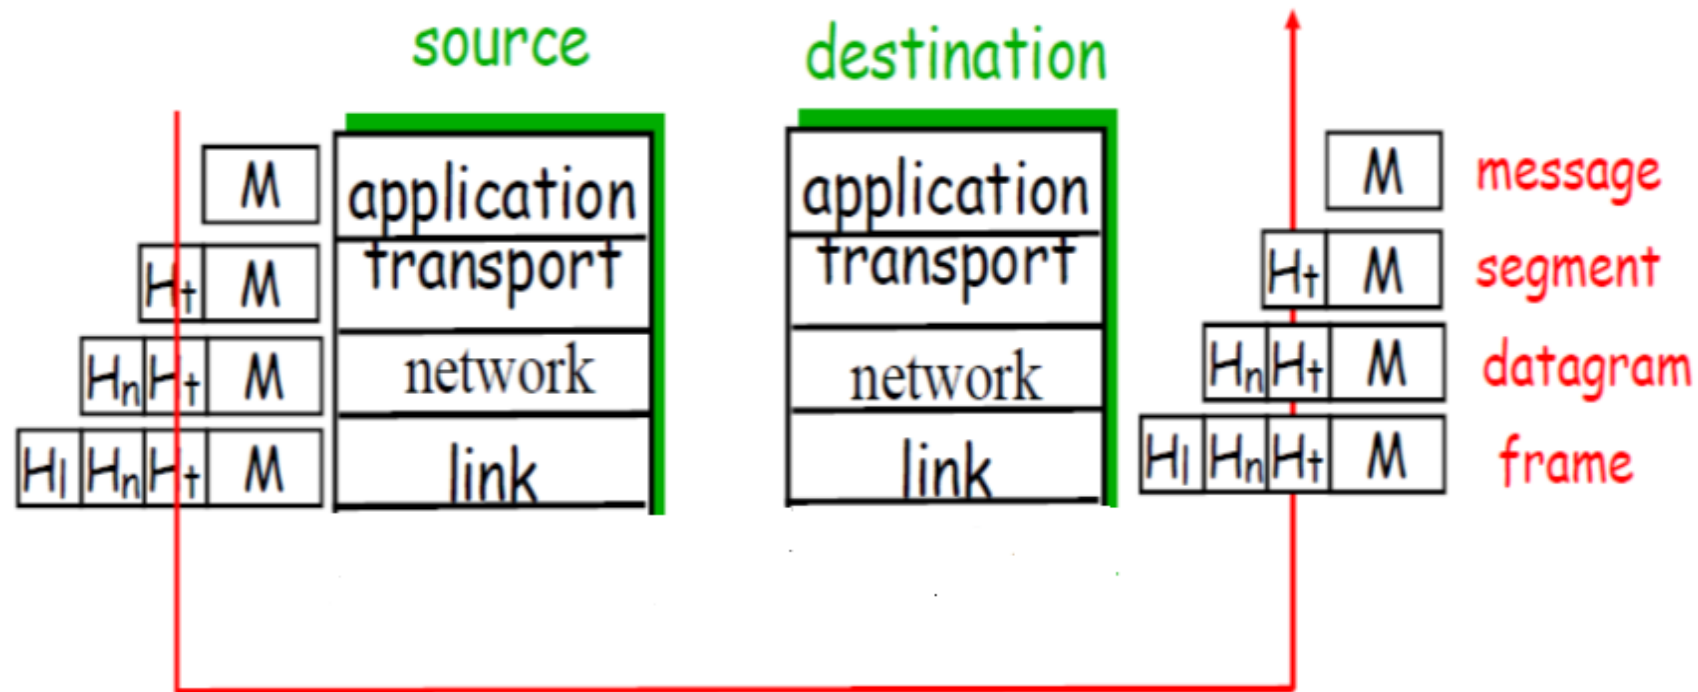 source destination
M application application M message
Ht M transport transport Ht M segment
Hn Ht M network network Hn Ht M datagram
Hl Hn Ht M link link Hl Hn Ht M frame